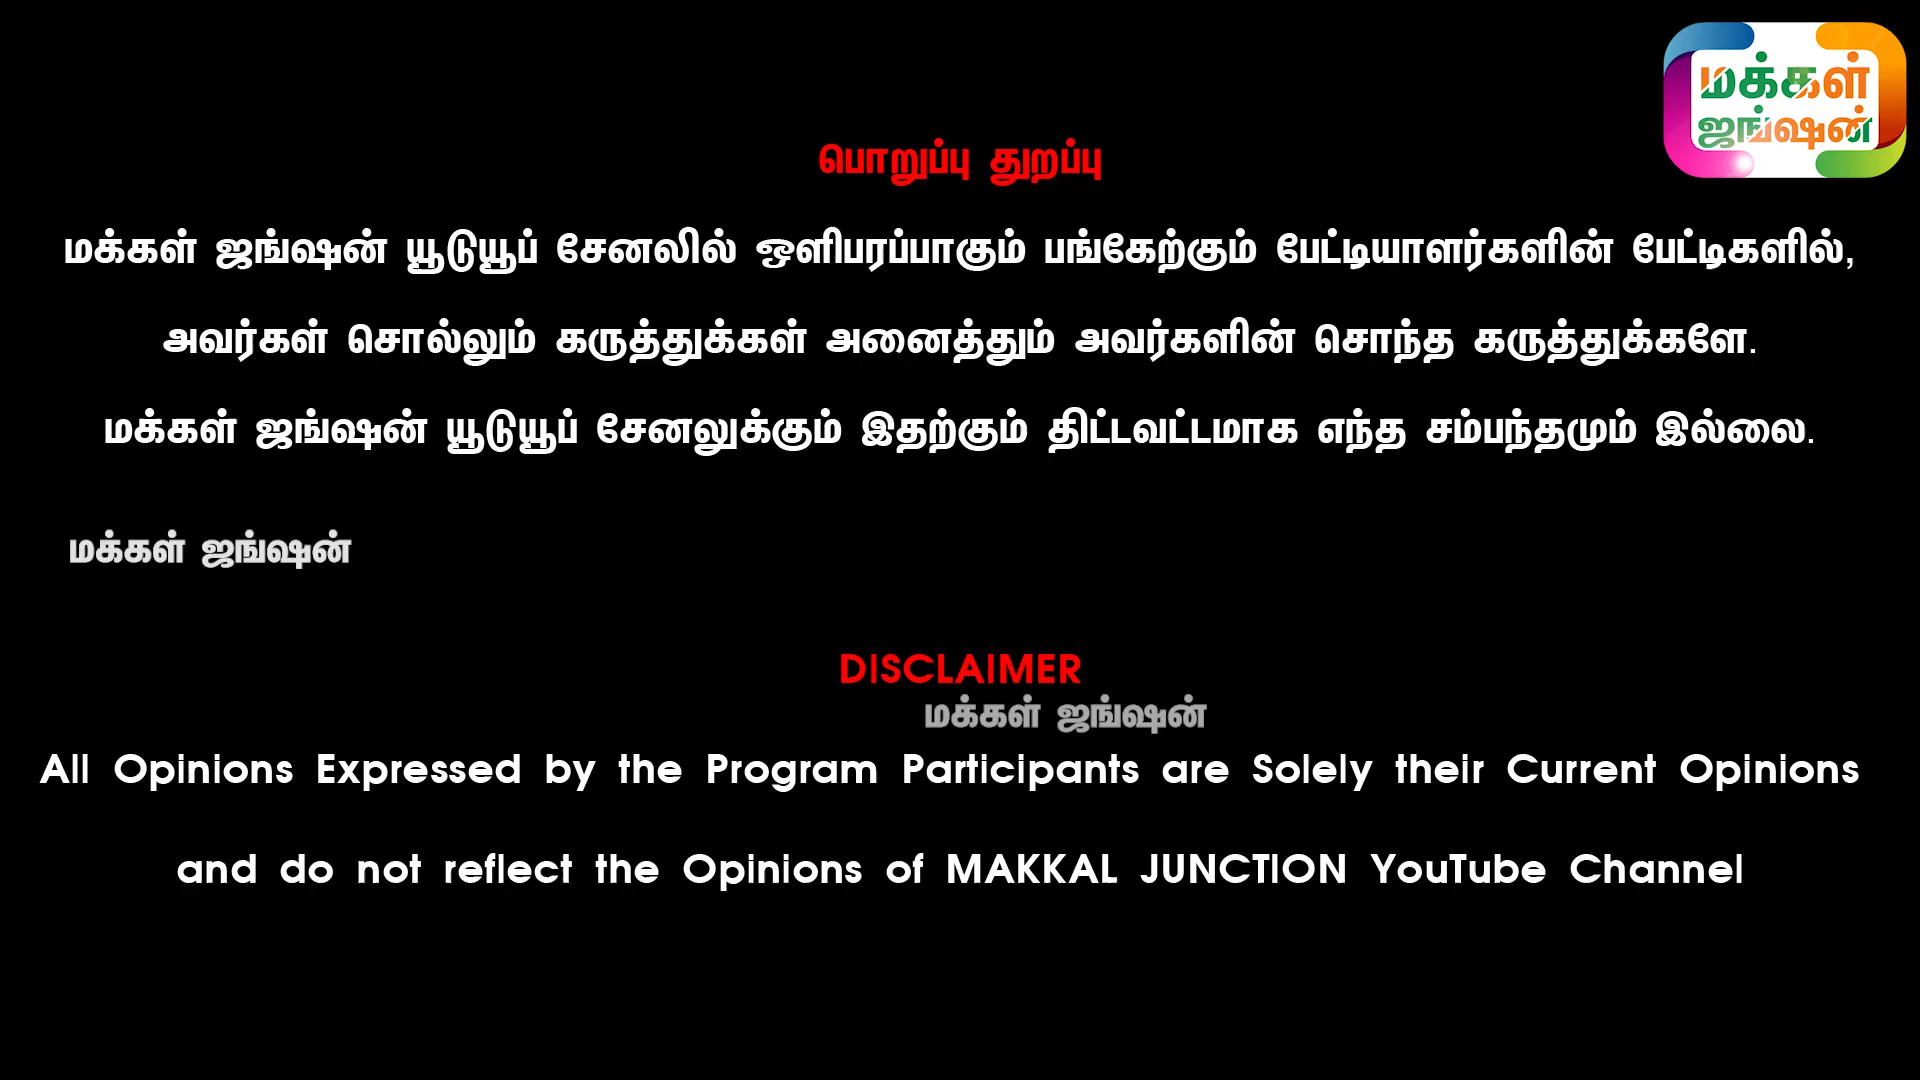 மக்கள்
ஜங்ஷன்
பொறுப்பு துறப்பு
மக்கள் ஜங்ஷன் யூடுயூப் சேனலில் ஒளிபரப்பாகும் பங்கேற்கும் பேட்டியாளர்களின் பேட்டிகளில்,
அவர்கள் சொல்லும் கருத்துக்கள் அனைத்தும் அவர்களின் சொந்த கருத்துக்களே.
மக்கள் ஜங்ஷன் யூடுயூப் சேனலுக்கும் இதற்கும் திட்டவட்டமாக எந்த சம்பந்தமும் இல்லை.
மக்கள் ஜங்ஷன்
DISCLAIMER
மக்கள் ஜங்ஷன்
All Opinions Expressed by the Program Participants are Solely their Current Opinions
and do not reflect the Opinions of MAKKAL JUNCTION YouTube Channel